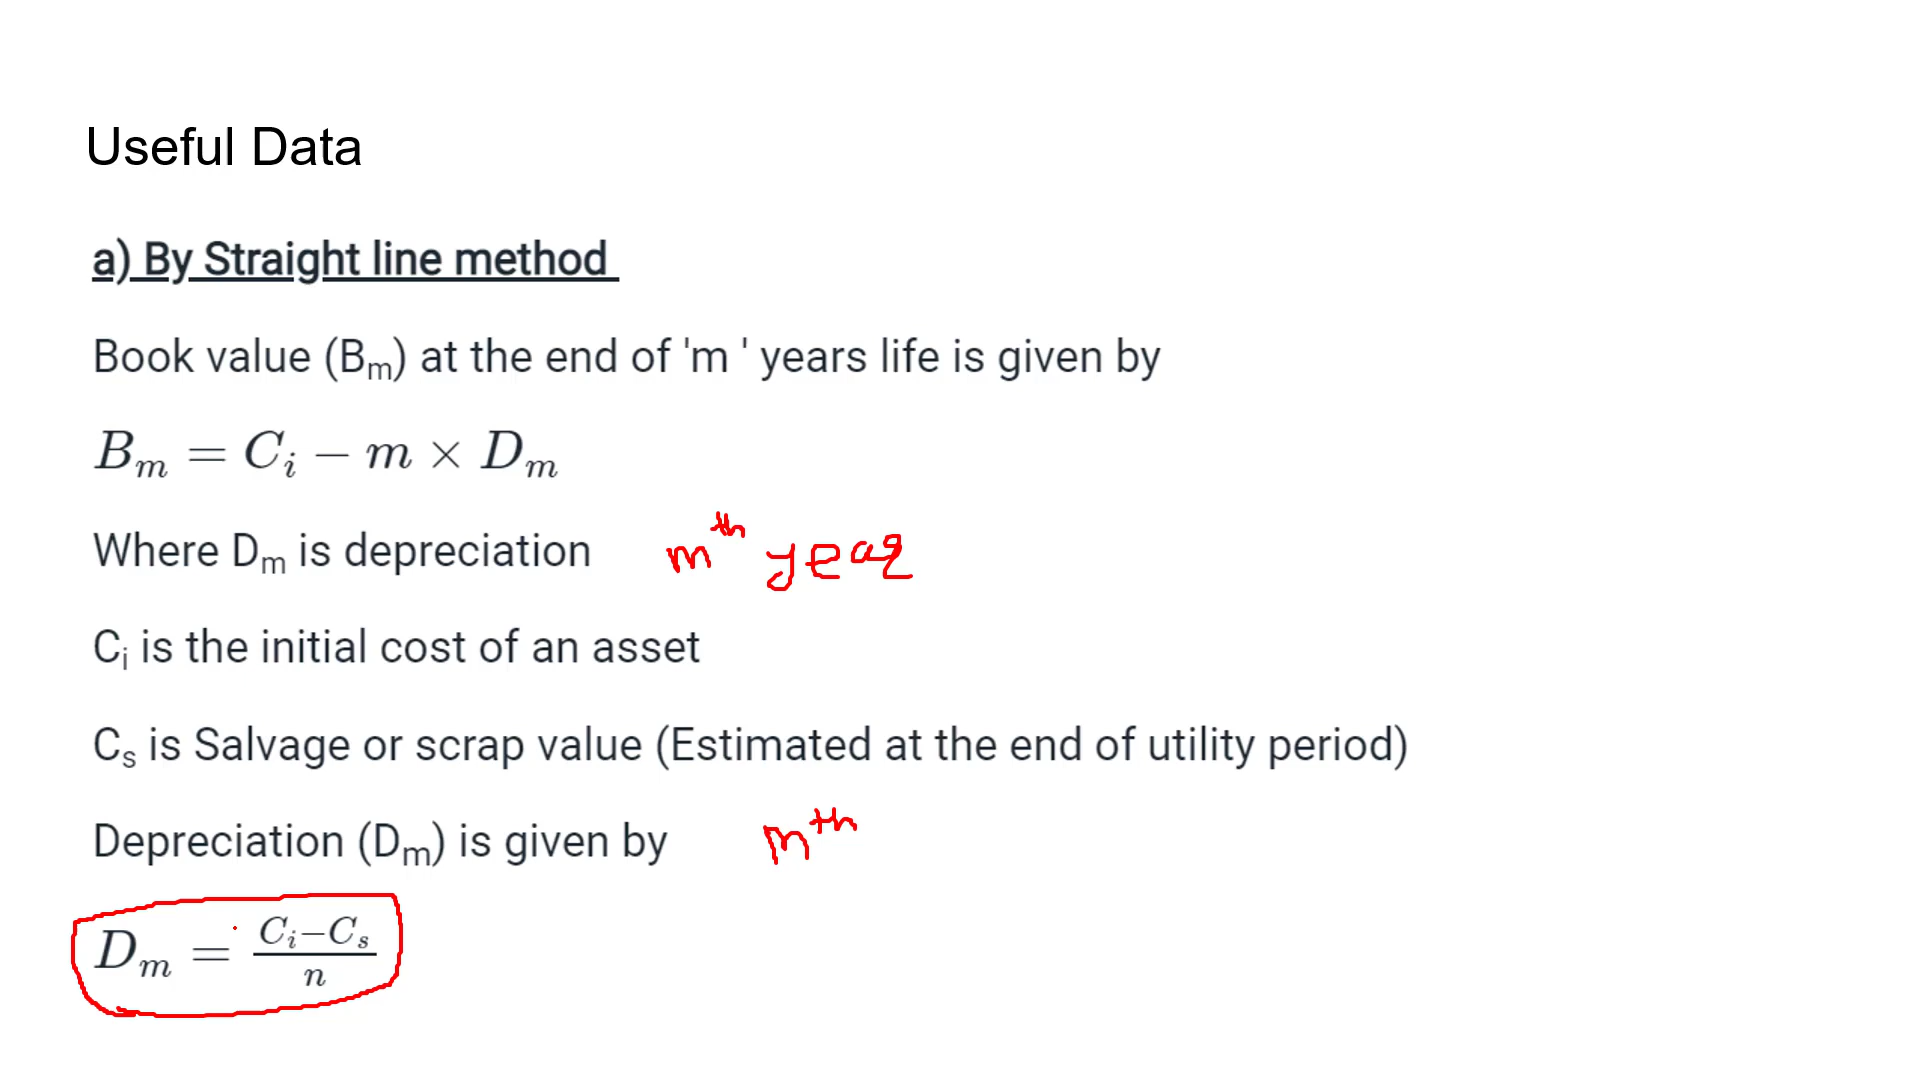 Useful Data
a) By Straight line method
Book value (Bm) at the end of 'm ' years life is given by
Bm = Ci − m × Dm
Where Dm is depreciation mth year
Ci is the initial cost of an asset
Cs is Salvage or scrap value (Estimated at the end of utility period)
Depreciation (Dm) is given by mth
Dm = Ci−Cs / n